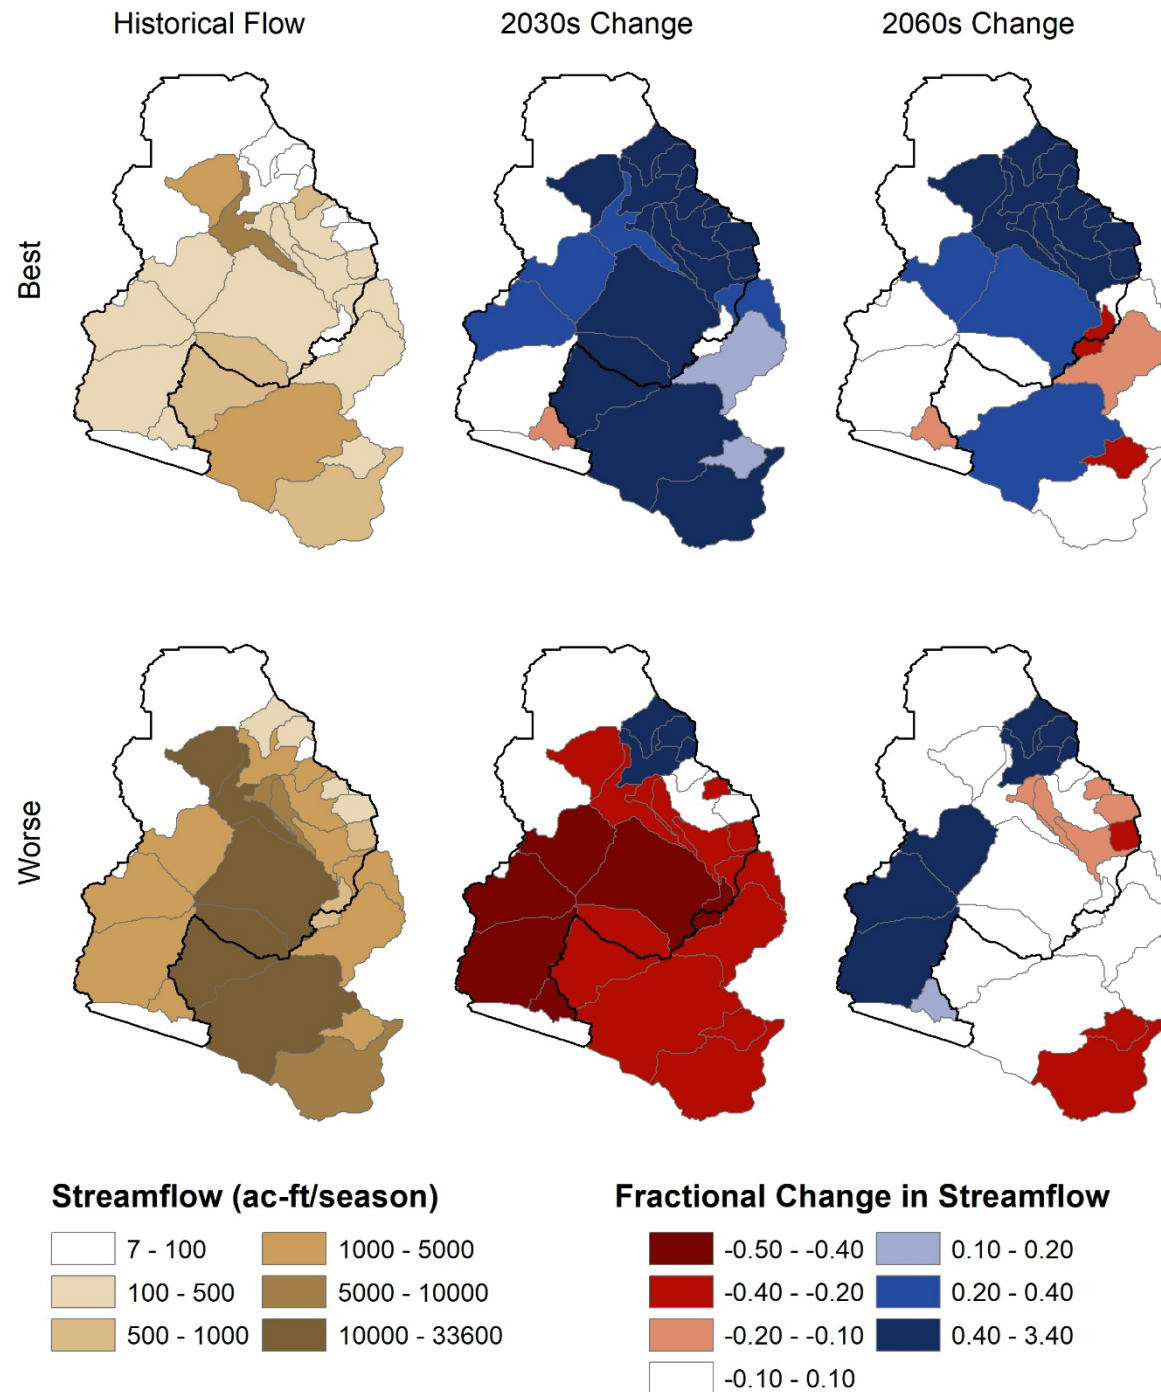 Historical Flow
2030s Change
2060s Change
Best
Worse
Streamflow (ac-ft/season)
7 - 100
100 - 500
500 - 1000
1000 - 5000
5000 - 10000
10000 - 33600
Fractional Change in Streamflow
-0.50 - -0.40
-0.40 - -0.20
-0.20 - -0.10
-0.10 - 0.10
0.10 - 0.20
0.20 - 0.40
0.40 - 3.40